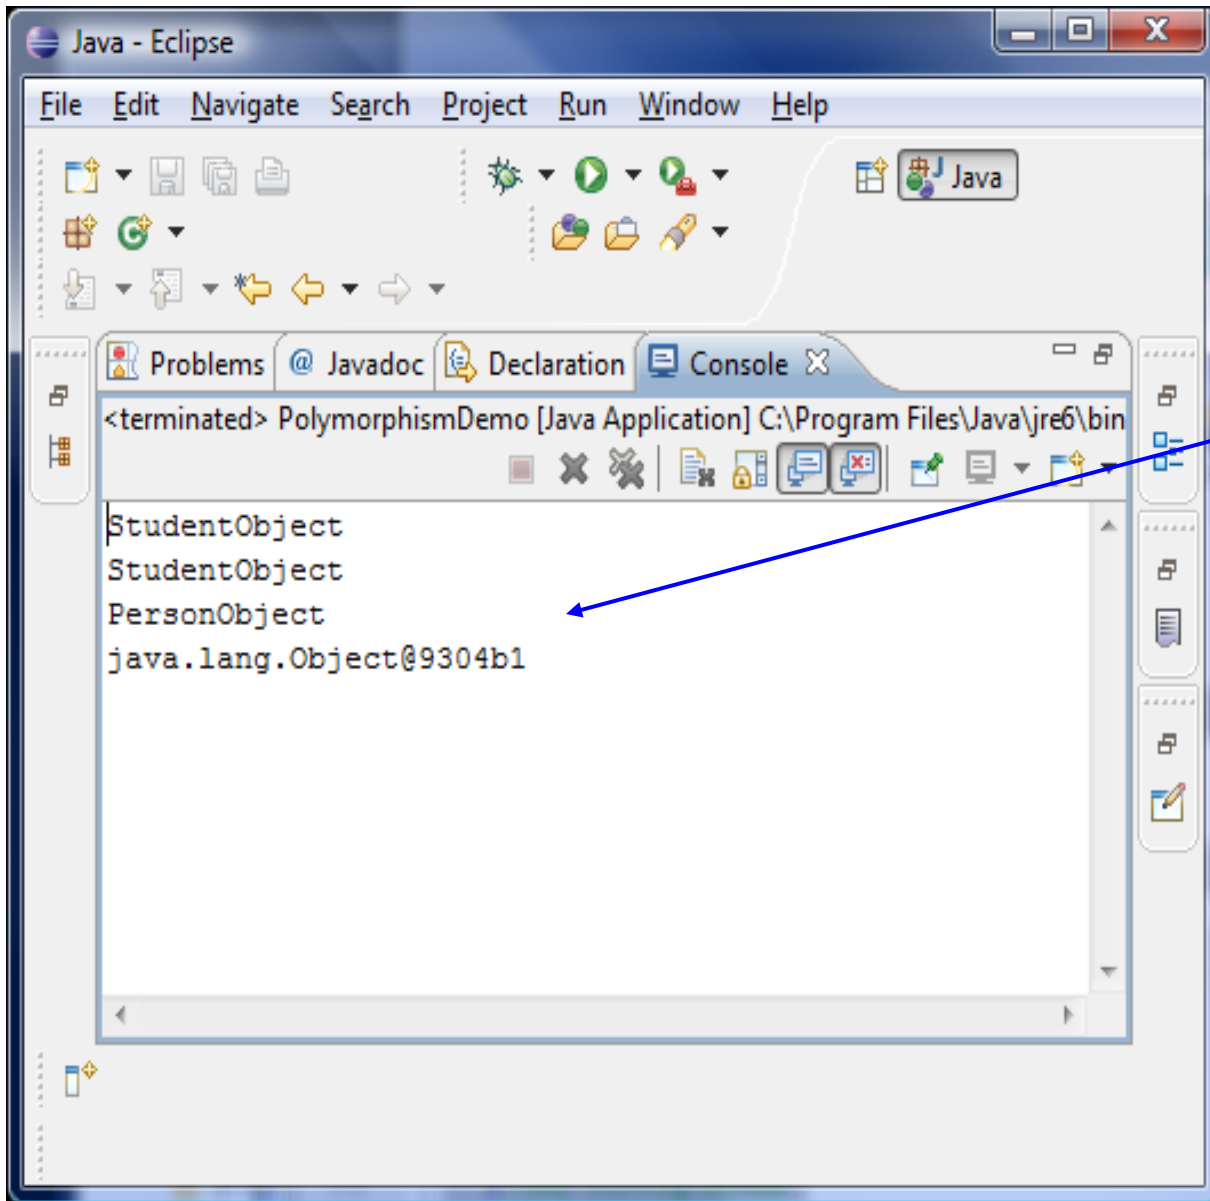 Java - Eclipse
File Edit Navigate Search Project Run Window Help
Java
Problems @ Javadoc Declaration Console
<terminated> PolymorphismDemo [Java Application] C:\Program Files\Java\jre6\bin
StudentObject
StudentObject
PersonObject
java.lang.Object@9304b1